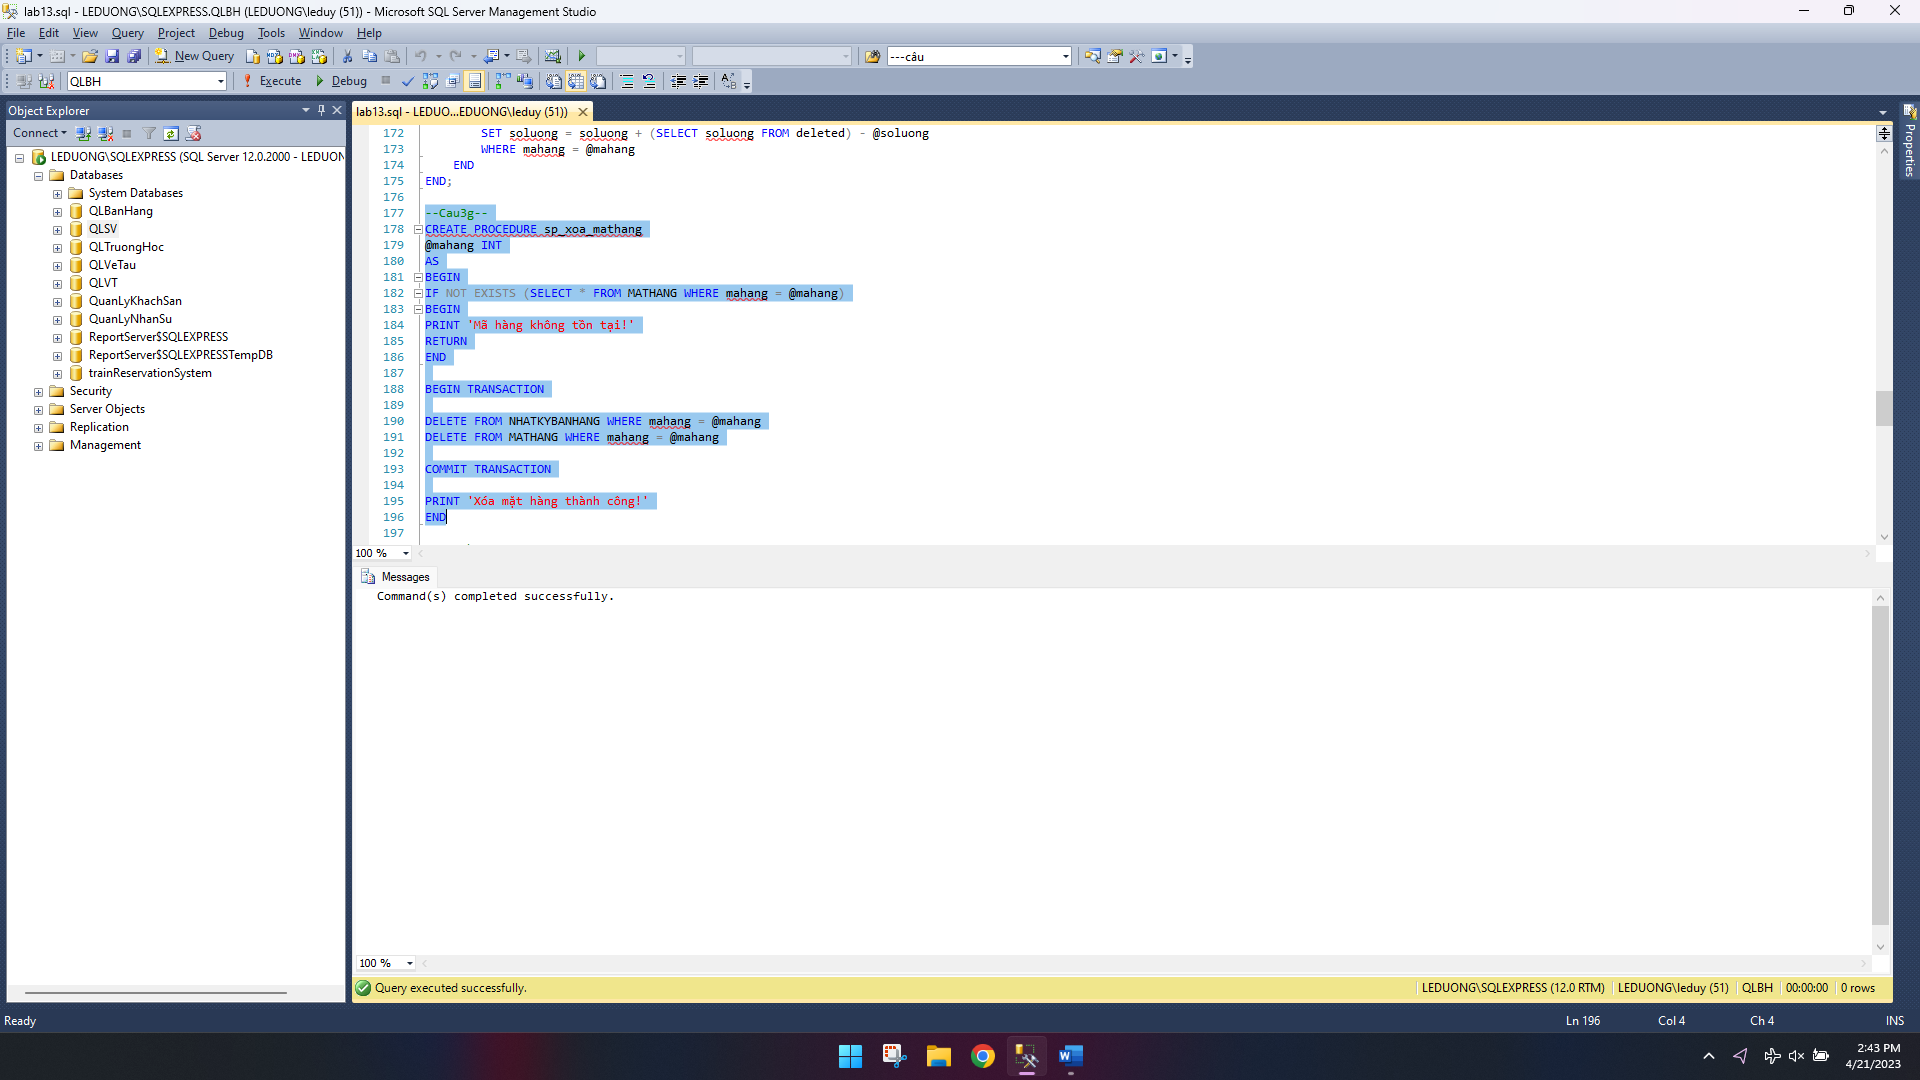 lab13.sql - LEDUONG\SQLEXPRESS.QLBH (LEDUONG\leduy (51)) - Microsoft SQL Server Management Studio
File Edit View Query Project Debug Tools Window Help
New Query ---câu
QLBH Execute Debug
Object Explorer
Connect
LEDUONG\SQLEXPRESS (SQL Server 12.0.2000 - LEDUON
Databases
System Databases
QLBanHang
QLSV
QLTruongHoc
QLVeTau
QLVT
QuanLyKhachSan
QuanLyNhanSu
ReportServer$SQLEXPRESS
ReportServer$SQLEXPRESSTempDB
trainReservationSystem
Security
Server Objects
Replication
Management
lab13.sql - LEDUO...EDUONG\leduy (51))
172 SET soluong = soluong + (SELECT soluong FROM deleted) - @soluong
173 WHERE mahang = @mahang
174 END
175 END;
176
177 --Cau3g--
178 CREATE PROCEDURE sp_xoa_mathang
179 @mahang INT
180 AS
181 BEGIN
182 IF NOT EXISTS (SELECT * FROM MATHANG WHERE mahang = @mahang)
183 BEGIN
184 PRINT 'Mã hàng không tồn tại!'
185 RETURN
186 END
187
188 BEGIN TRANSACTION
189
190 DELETE FROM NHATKYBANHANG WHERE mahang = @mahang
191 DELETE FROM MATHANG WHERE mahang = @mahang
192
193 COMMIT TRANSACTION
194
195 PRINT 'Xóa mặt hàng thành công!'
196 END
197
100 %
Messages
Command(s) completed successfully.
100 %
Query executed successfully. LEDUONG\SQLEXPRESS (12.0 RTM) LEDUONG\leduy (51) QLBH 00:00:00 0 rows
Properties
Ready Ln 196 Col 4 Ch 4 INS
2:43 PM
4/21/2023